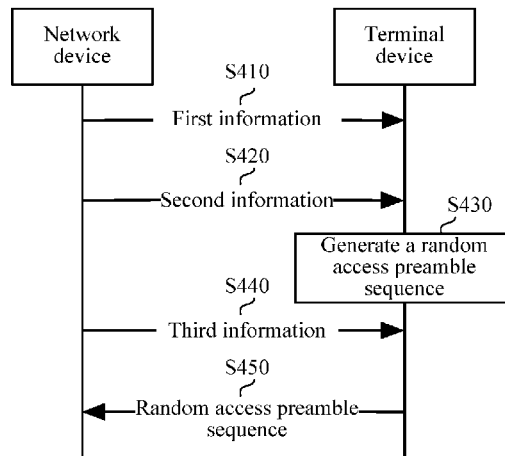 Network
device
Terminal
device
S410
First information
S420
Second information
S430
Generate a random
access preamble
sequence
S440
Third information
S450
Random access preamble
sequence